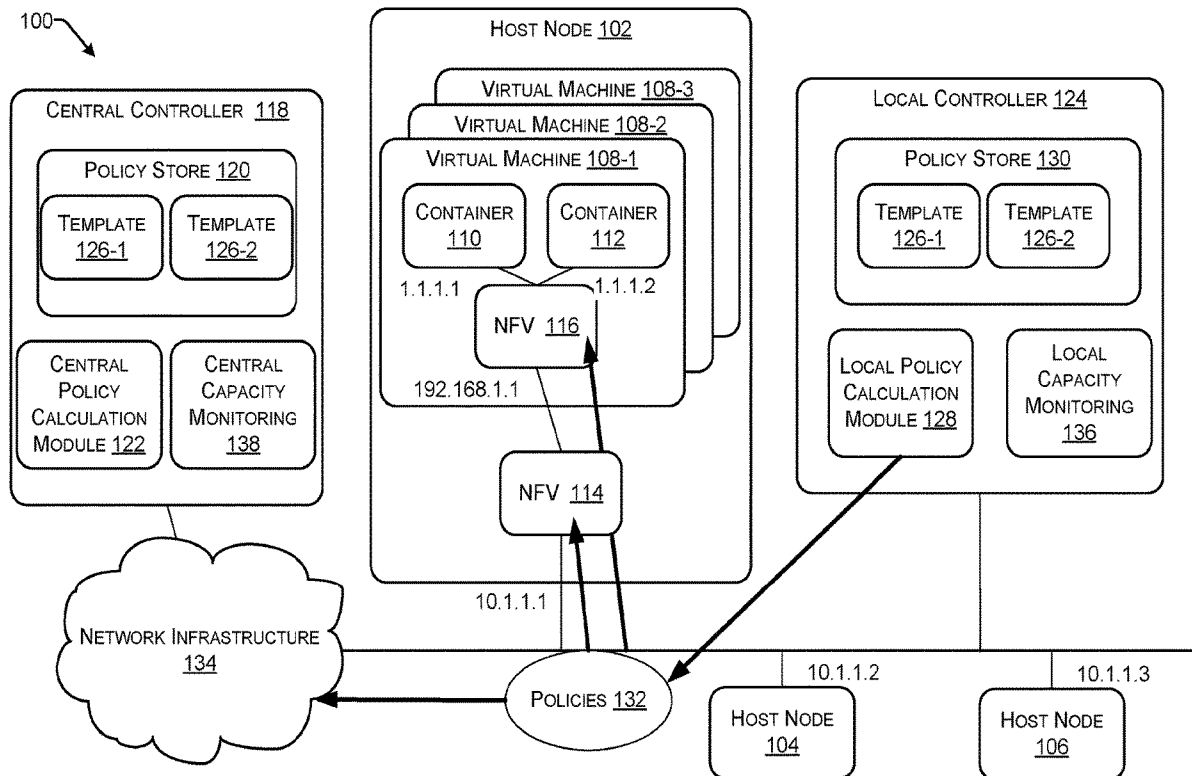 100
HOST NODE 102
VIRTUAL MACHINE 108-3
VIRTUAL MACHINE 108-2
VIRTUAL MACHINE 108-1
CONTAINER
110
CONTAINER
112
1.1.1.1
1.1.1.2
NFV 116
192.168.1.1
NFV 114
10.1.1.1
CENTRAL CONTROLLER 118
POLICY STORE 120
TEMPLATE
126-1
TEMPLATE
126-2
CENTRAL
POLICY
CALCULATION
MODULE 122
CENTRAL
CAPACITY
MONITORING
138
LOCAL CONTROLLER 124
POLICY STORE 130
TEMPLATE
126-1
TEMPLATE
126-2
LOCAL POLICY
CALCULATION
MODULE 128
LOCAL
CAPACITY
MONITORING
136
NETWORK INFRASTRUCTURE
134
POLICIES 132
10.1.1.2
HOST NODE
104
10.1.1.3
HOST NODE
106